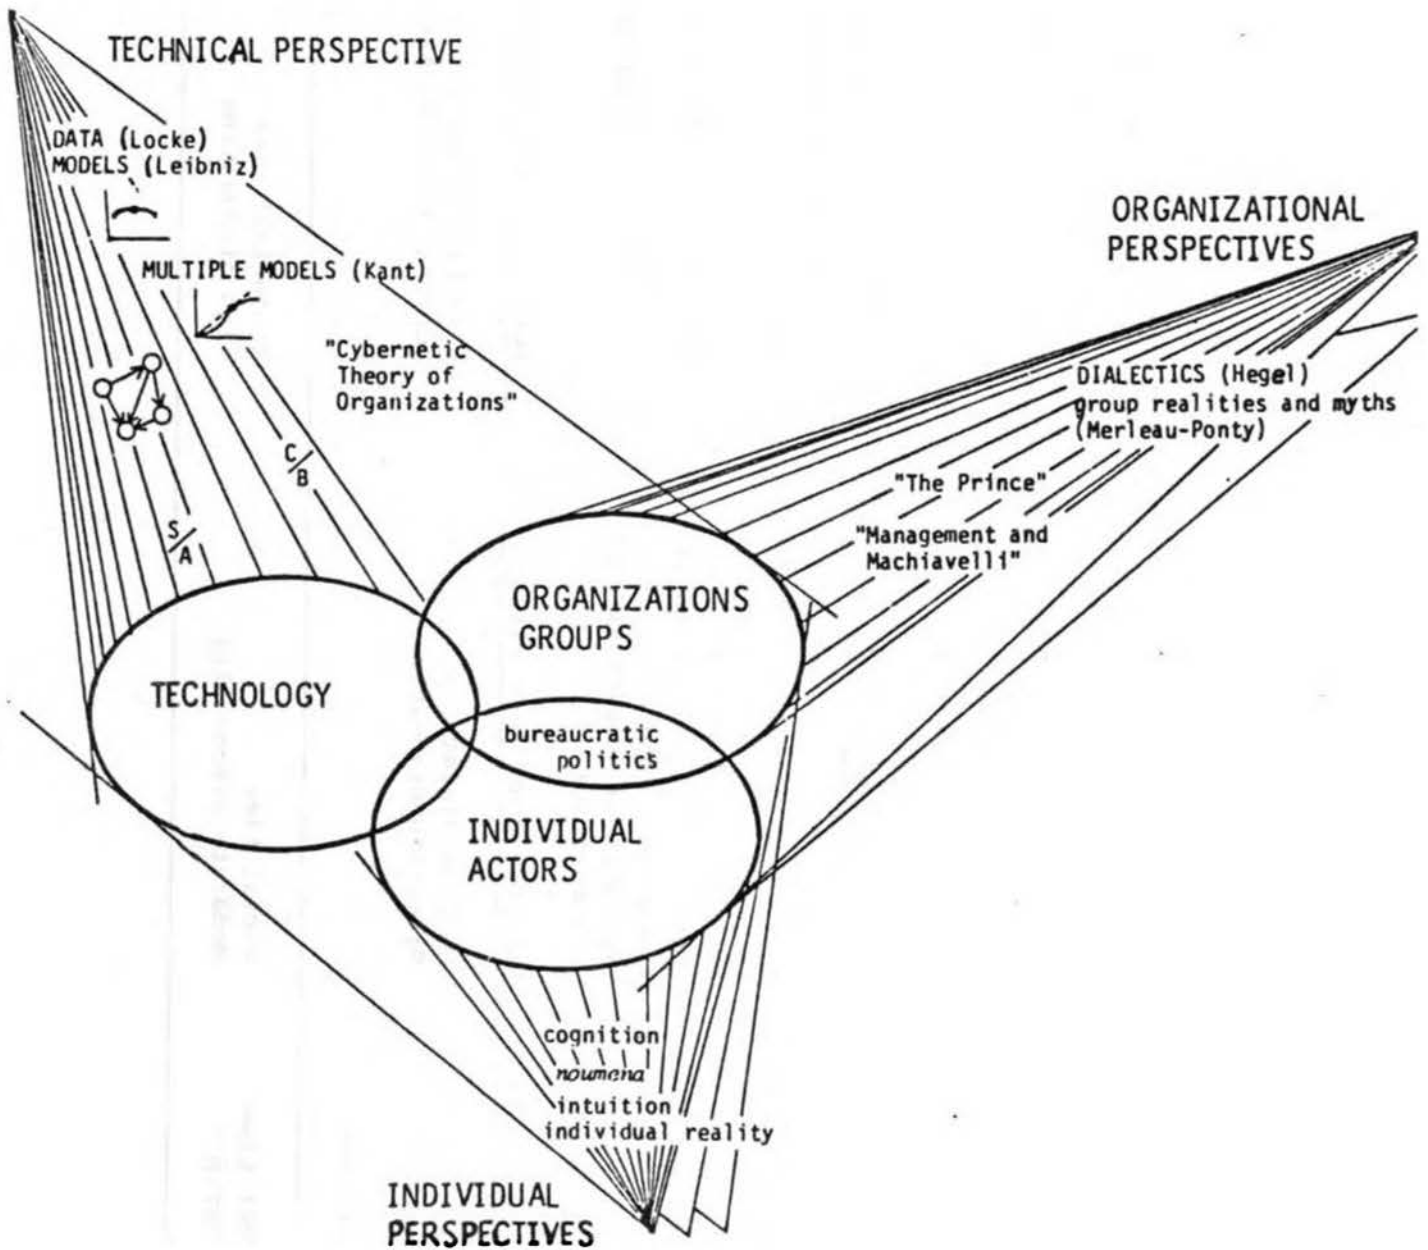 TECHNICAL PERSPECTIVE
DATA (Locke)
MODELS (Leibniz)
MULTIPLE MODELS (Kant)
"Cybernetic
Theory of
Organizations"
C/B
S/A
ORGANIZATIONAL
PERSPECTIVES
DIALECTICS (Hegel)
group realities and myths
(Merleau-Ponty)
"The Prince"
"Management and
Machiavelli"
ORGANIZATIONS
GROUPS
TECHNOLOGY
bureaucratic
politics
INDIVIDUAL
ACTORS
cognition
noumena
intuition
individual reality
INDIVIDUAL
PERSPECTIVES